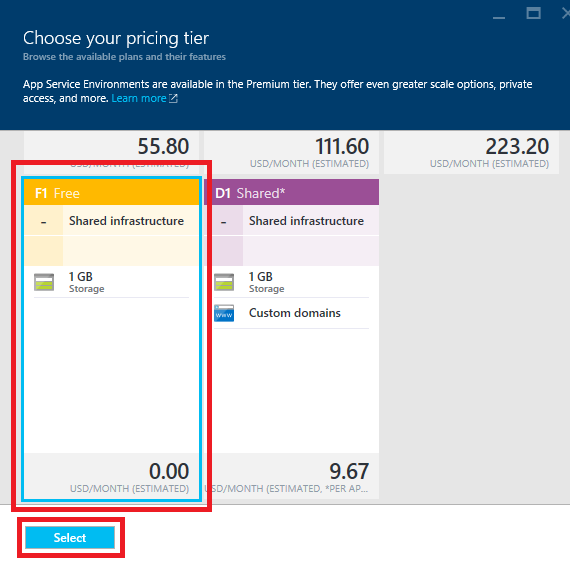 Choose your pricing tier
Browse the available plans and their features
App Service Environments are available in the Premium tier. They offer even greater scale options, private
access, and more. Learn more
55.80
USD/MONTH (ESTIMATED)
111.60
USD/MONTH (ESTIMATED)
223.20
USD/MONTH (ESTIMATED)
F1 Free
- Shared infrastructure
1 GB
Storage
0.00
USD/MONTH (ESTIMATED)
D1 Shared*
- Shared infrastructure
1 GB
Storage
www Custom domains
9.67
USD/MONTH (ESTIMATED, *PER AP...
Select